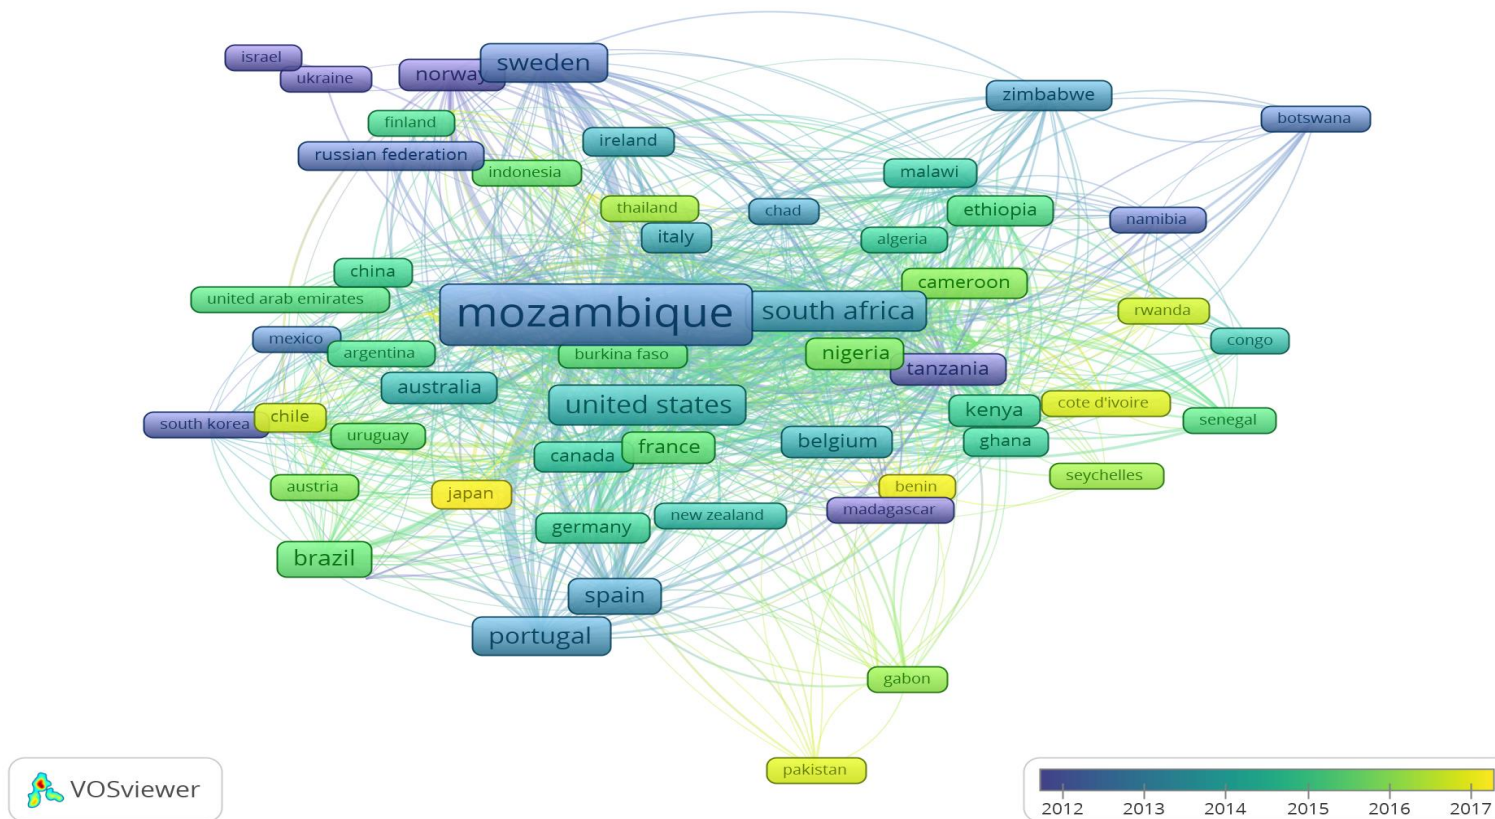 israel
ukraine
norway
sweden
zimbabwe
botswana
finland
ireland
russian federation
indonesia
malawi
thailand
chad
ethiopia
namibia
italy
algeria
china
cameroon
united arab emirates
mozambique
south africa
rwanda
mexico
argentina
burkina faso
nigeria
congo
tanzania
australia
united states
cote d'ivoire
south korea
chile
kenya
senegal
uruguay
canada
france
belgium
ghana
seychelles
austria
japan
benin
madagascar
germany
new zealand
brazil
spain
portugal
gabon
pakistan
VOSviewer
2012 2013 2014 2015 2016 2017